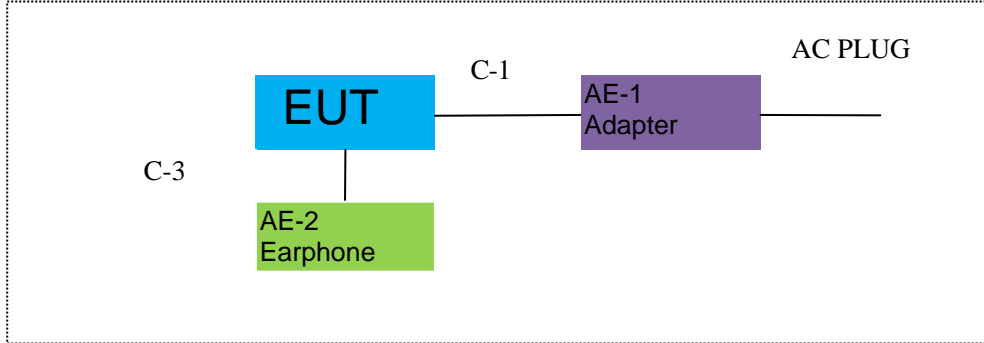 AC PLUG
C-1
EUT
AE-1
Adapter
C-3
AE-2
Earphone